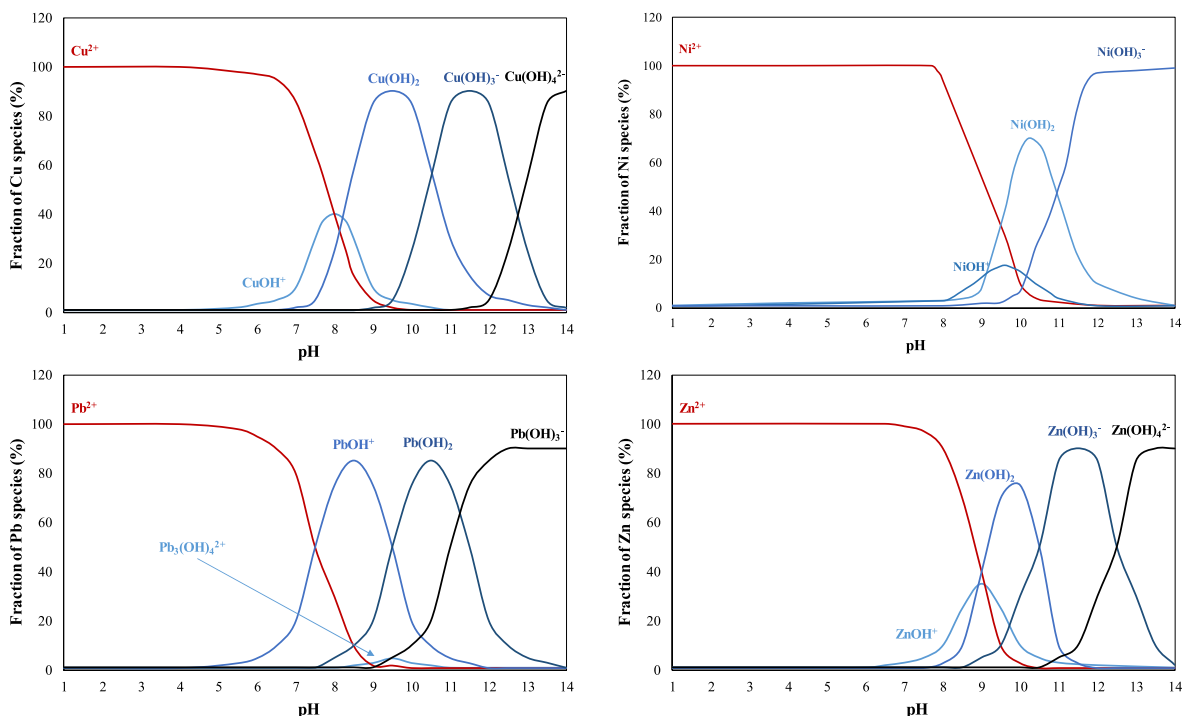 Fraction of Cu species (%)
120
100
80
60
40
20
0
Cu²⁺
CuOH⁺
Cu(OH)₂
Cu(OH)₃⁻
Cu(OH)₄²⁻
1 2 3 4 5 6 7 8 9 10 11 12 13 14
pH
Fraction of Ni species (%)
120
100
80
60
40
20
0
Ni²⁺
NiOH⁺
Ni(OH)₂
Ni(OH)₃⁻
1 2 3 4 5 6 7 8 9 10 11 12 13 14
pH
Fraction of Pb species (%)
120
100
80
60
40
20
0
Pb²⁺
Pb₃(OH)₄²⁺
PbOH⁺
Pb(OH)₂
Pb(OH)₃⁻
1 2 3 4 5 6 7 8 9 10 11 12 13 14
pH
Fraction of Zn species (%)
120
100
80
60
40
20
0
Zn²⁺
ZnOH⁺
Zn(OH)₂
Zn(OH)₃⁻
Zn(OH)₄²⁻
1 2 3 4 5 6 7 8 9 10 11 12 13 14
pH